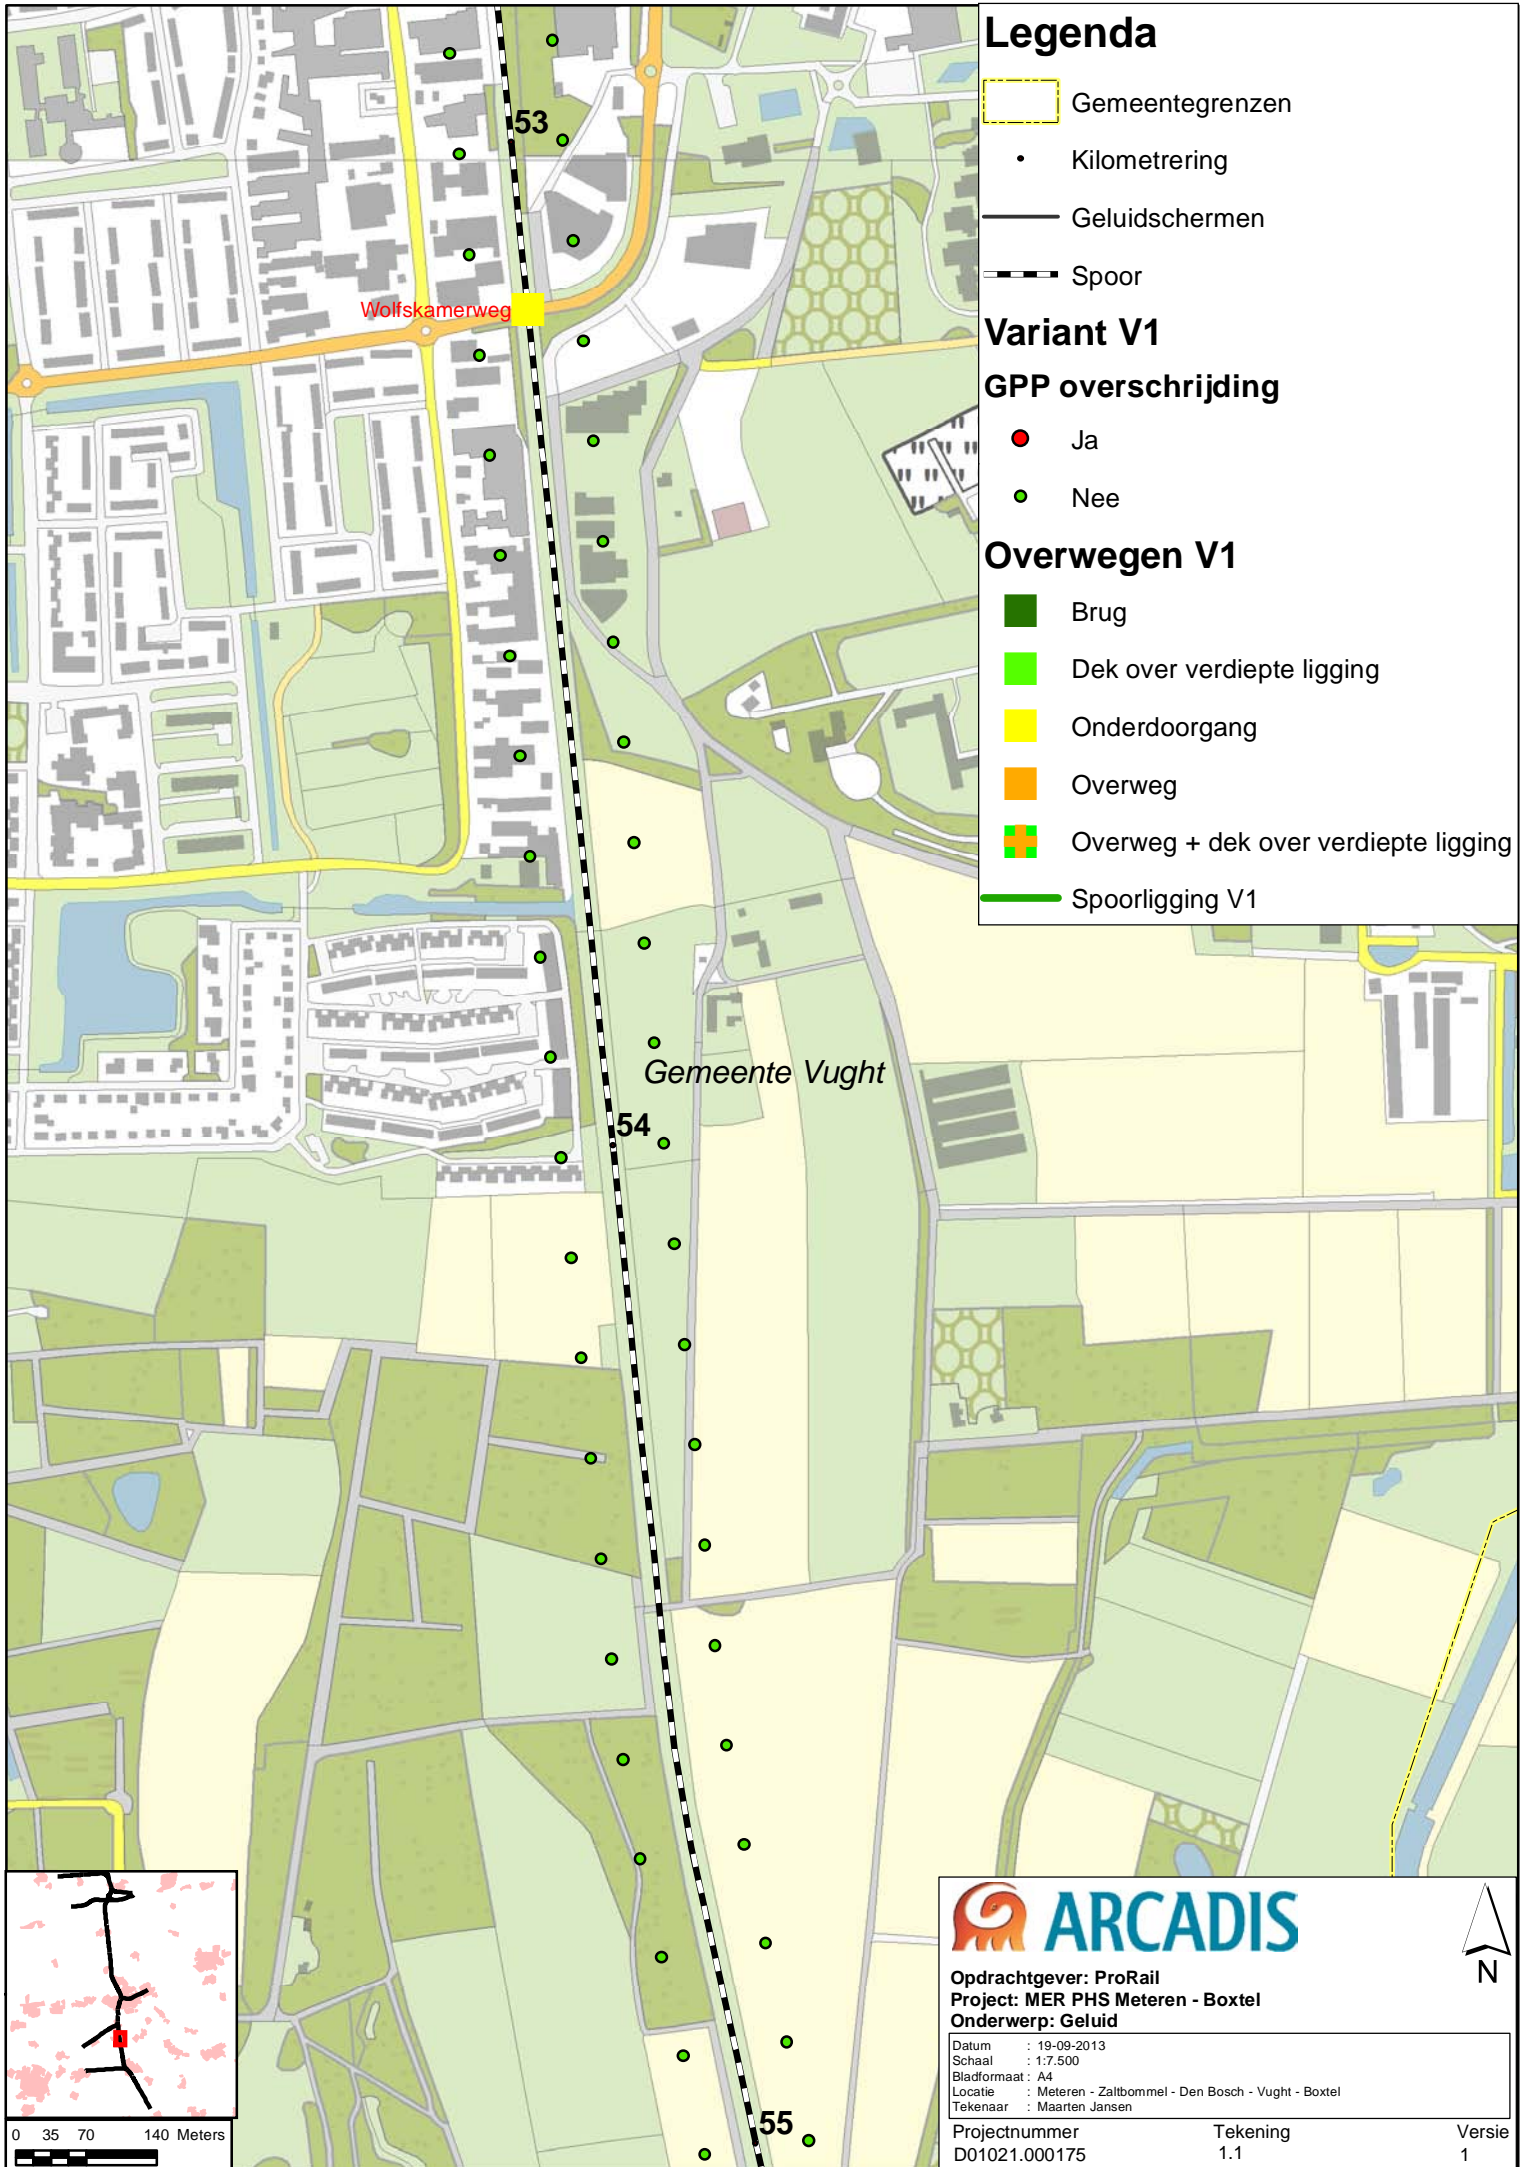 Legenda
Gemeentegrenzen
Kilometrering
Geluidschermen
Spoor
Variant V1
GPP overschrijding
Ja
Nee
Overwegen V1
Brug
Dek over verdiepte ligging
Onderdoorgang
Overweg
Overweg + dek over verdiepte ligging
Spoorligging V1
53
Wolfskamerweg
Gemeente Vught
54
55
0 35 70 140 Meters
ARCADIS
N
Opdrachtgever: ProRail
Project: MER PHS Meteren - Boxtel
Onderwerp: Geluid
Datum : 19-09-2013
Schaal : 1:7.500
Bladformaat : A4
Locatie : Meteren - Zaltbommel - Den Bosch - Vught - Boxtel
Tekenaar : Maarten Jansen
Projectnummer Tekening Versie
D01021.000175 1.1 1